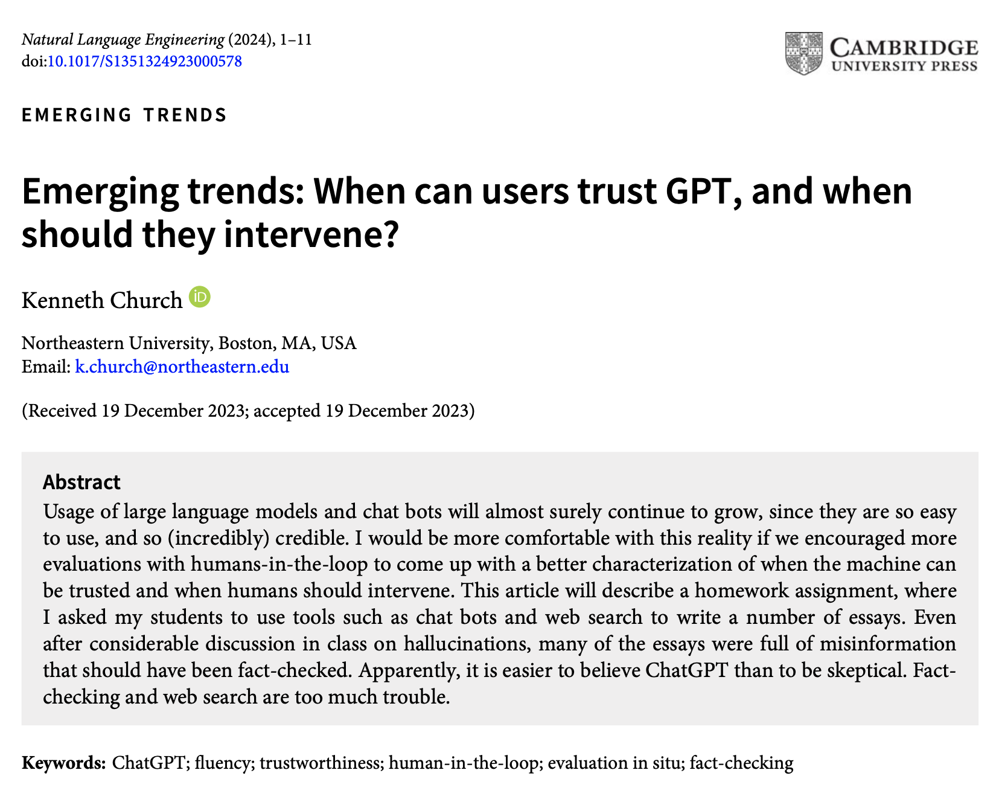 Natural Language Engineering (2024), 1–11
doi:10.1017/S1351324923000578
CAMBRIDGE
UNIVERSITY PRESS
EMERGING TRENDS
Emerging trends: When can users trust GPT, and when
should they intervene?
Kenneth Church iD
Northeastern University, Boston, MA, USA
Email: k.church@northeastern.edu
(Received 19 December 2023; accepted 19 December 2023)
Abstract
Usage of large language models and chat bots will almost surely continue to grow, since they are so easy
to use, and so (incredibly) credible. I would be more comfortable with this reality if we encouraged more
evaluations with humans-in-the-loop to come up with a better characterization of when the machine can
be trusted and when humans should intervene. This article will describe a homework assignment, where
I asked my students to use tools such as chat bots and web search to write a number of essays. Even
after considerable discussion in class on hallucinations, many of the essays were full of misinformation
that should have been fact-checked. Apparently, it is easier to believe ChatGPT than to be skeptical. Fact-
checking and web search are too much trouble.
Keywords: ChatGPT; fluency; trustworthiness; human-in-the-loop; evaluation in situ; fact-checking